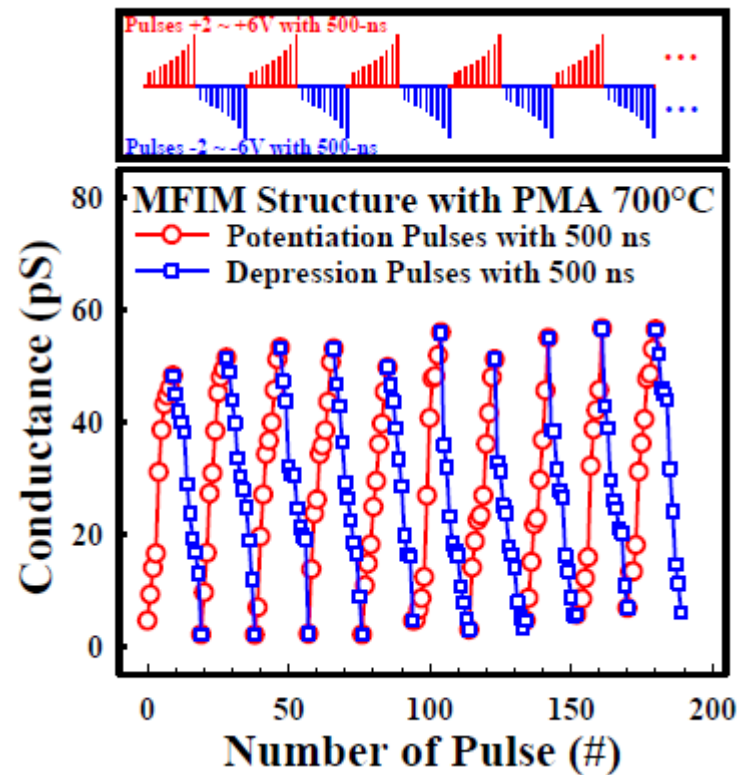 Pulses +2 ~ +6V with 500-ns
...
...
Pulses -2 ~ -6V with 500-ns
MFIM Structure with PMA 700°C
Potentiation Pulses with 500 ns
Depression Pulses with 500 ns
Conductance (pS)
80
60
40
20
0
0 50 100 150 200
Number of Pulse (#)